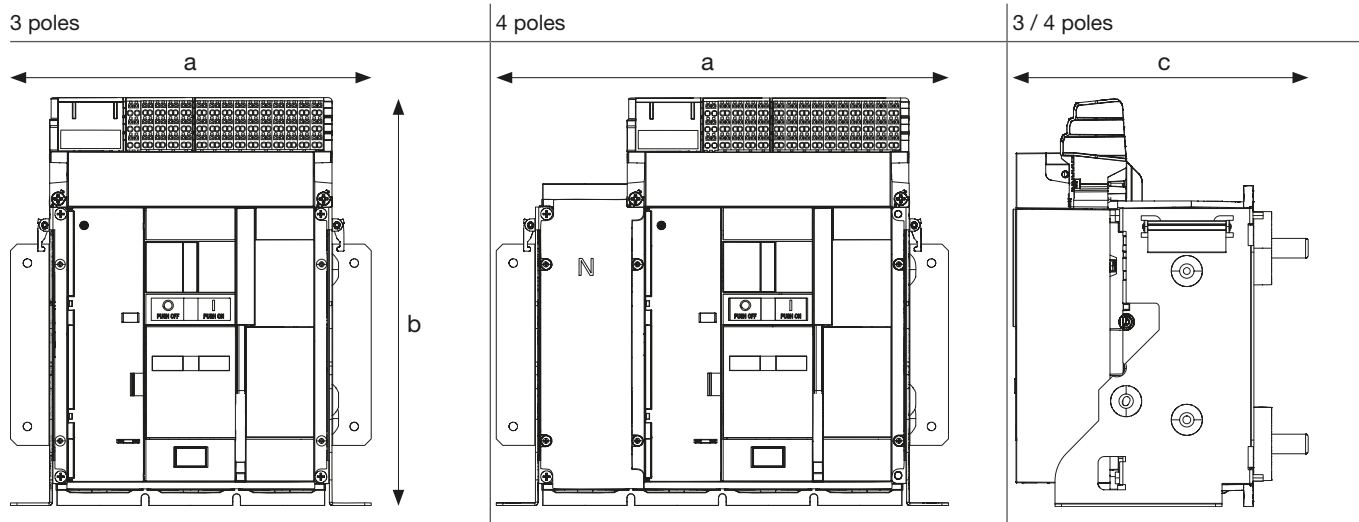 3 poles
4 poles
3 / 4 poles
a
a
c
b
N
PUSH OFF
PUSH ON
PUSH OFF
PUSH ON